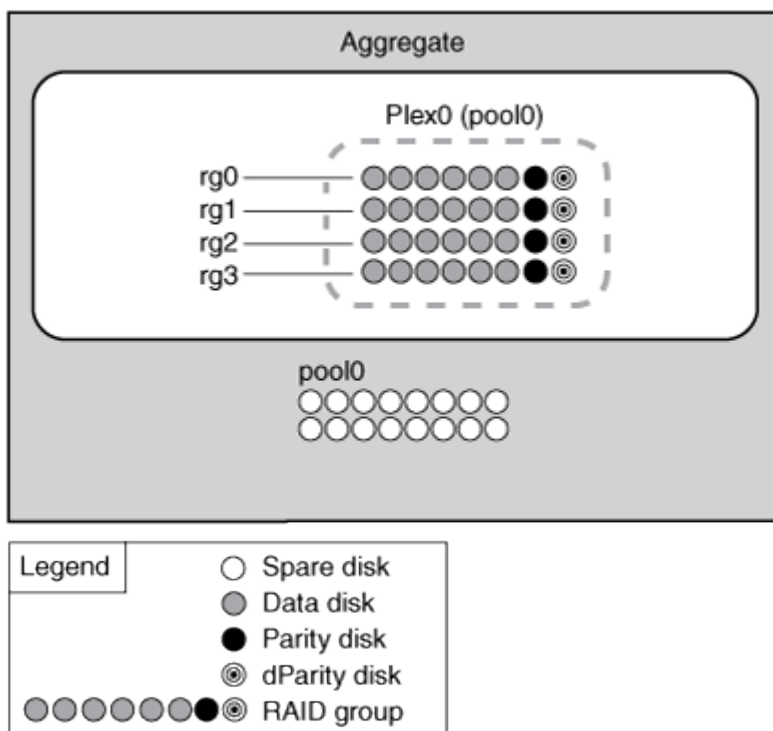 Aggregate
Plex0 (pool0)
rg0
rg1
rg2
rg3
pool0
Legend
Spare disk
Data disk
Parity disk
dParity disk
RAID group